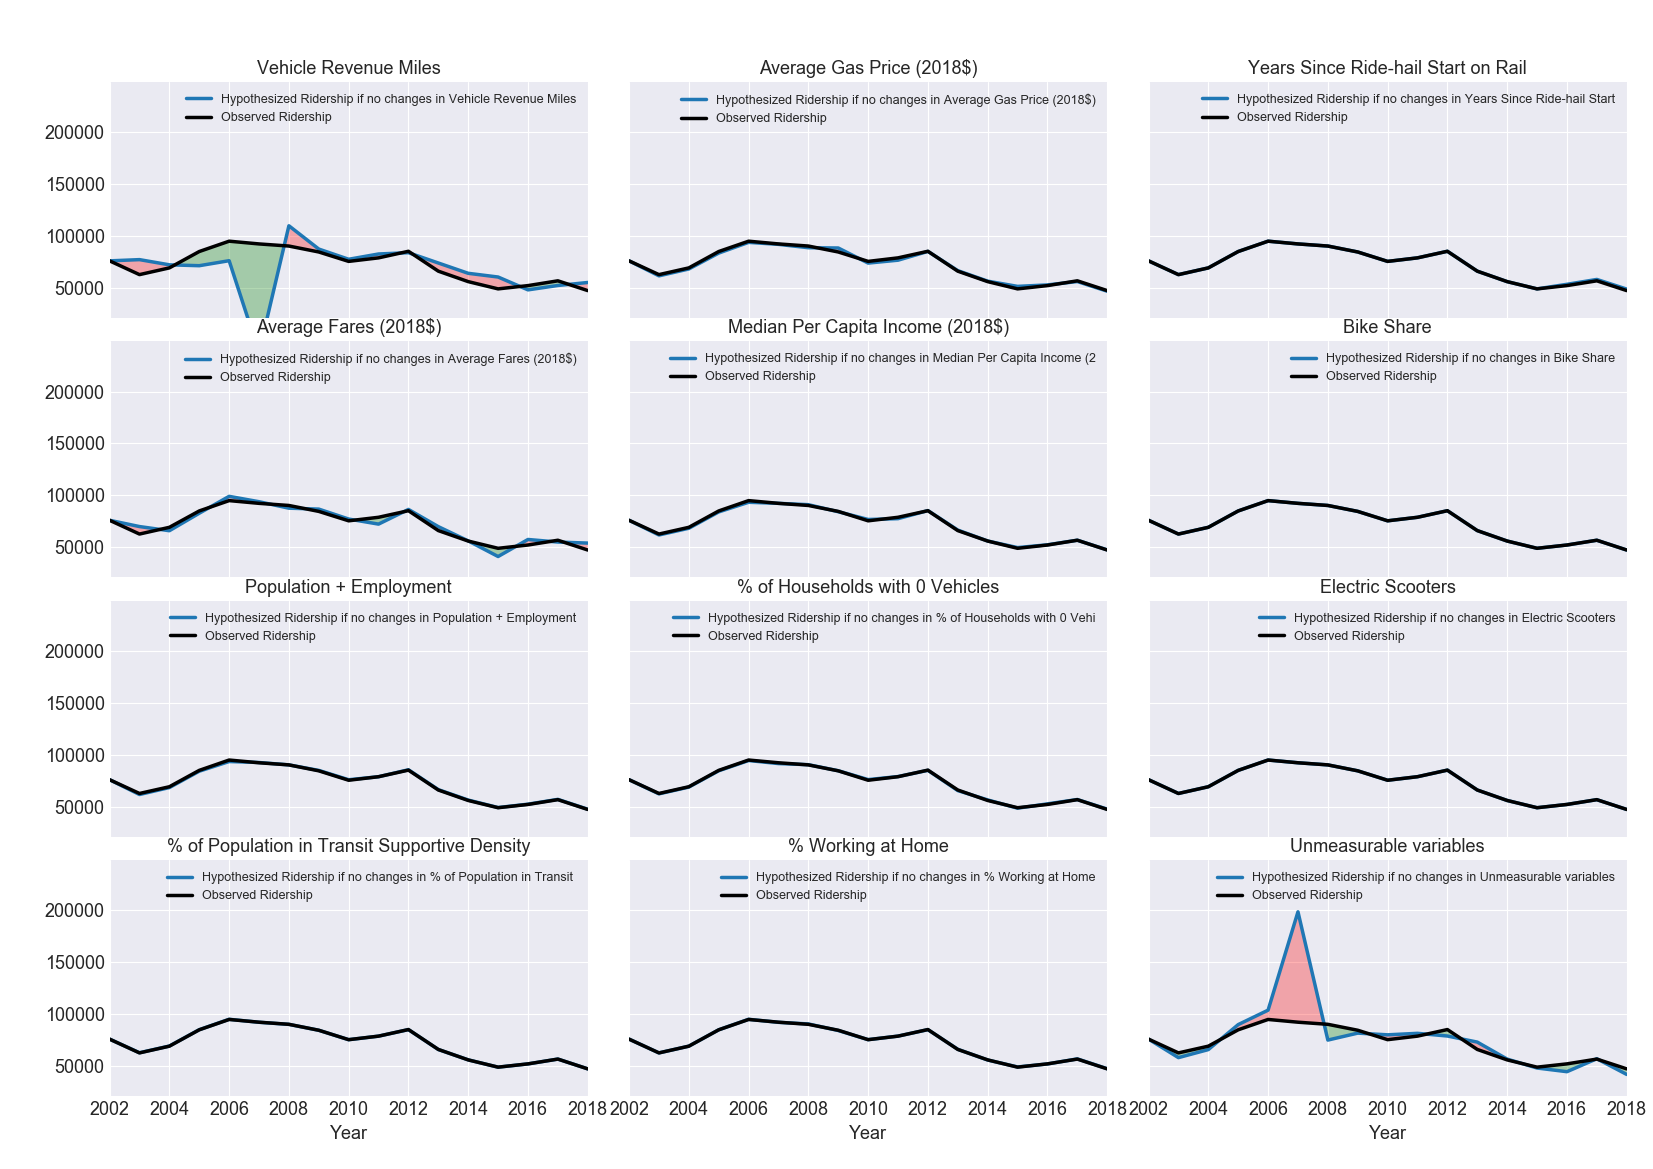 Vehicle Revenue Miles
Hypothesized Ridership if no changes in Vehicle Revenue Miles
Observed Ridership
200000
150000
100000
50000
Average Gas Price (2018$)
Hypothesized Ridership if no changes in Average Gas Price (2018$)
Observed Ridership
Years Since Ride-hail Start on Rail
Hypothesized Ridership if no changes in Years Since Ride-hail Start
Observed Ridership
Average Fares (2018$)
Hypothesized Ridership if no changes in Average Fares (2018$)
Observed Ridership
200000
150000
100000
50000
Median Per Capita Income (2018$)
Hypothesized Ridership if no changes in Median Per Capita Income (2
Observed Ridership
Bike Share
Hypothesized Ridership if no changes in Bike Share
Observed Ridership
Population + Employment
Hypothesized Ridership if no changes in Population + Employment
Observed Ridership
200000
150000
100000
50000
% of Households with 0 Vehicles
Hypothesized Ridership if no changes in % of Households with 0 Vehi
Observed Ridership
Electric Scooters
Hypothesized Ridership if no changes in Electric Scooters
Observed Ridership
% of Population in Transit Supportive Density
Hypothesized Ridership if no changes in % of Population in Transit
Observed Ridership
200000
150000
100000
50000
2002 2004 2006 2008 2010 2012 2014 2016 2018
Year
% Working at Home
Hypothesized Ridership if no changes in % Working at Home
Observed Ridership
2002 2004 2006 2008 2010 2012 2014 2016 2018
Year
Unmeasurable variables
Hypothesized Ridership if no changes in Unmeasurable variables
Observed Ridership
2002 2004 2006 2008 2010 2012 2014 2016 2018
Year